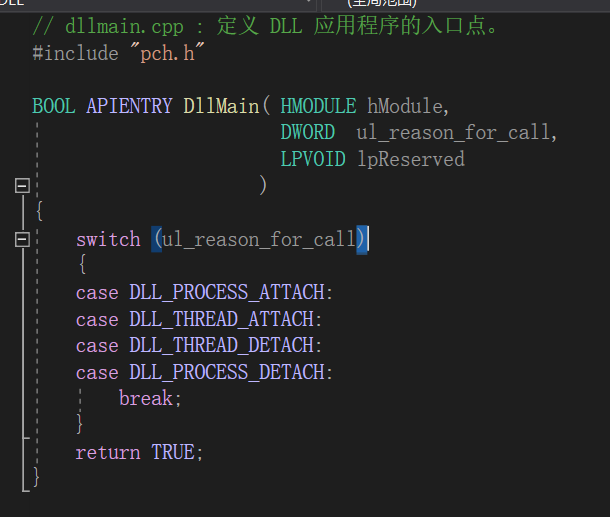 DLL
(全局范围)
// dllmain.cpp : 定义 DLL 应用程序的入口点。
#include "pch.h"
BOOL APIENTRY DllMain( HMODULE hModule,
DWORD  ul_reason_for_call,
LPVOID lpReserved
)
{
switch (ul_reason_for_call)
{
case DLL_PROCESS_ATTACH:
case DLL_THREAD_ATTACH:
case DLL_THREAD_DETACH:
case DLL_PROCESS_DETACH:
break;
}
return TRUE;
}